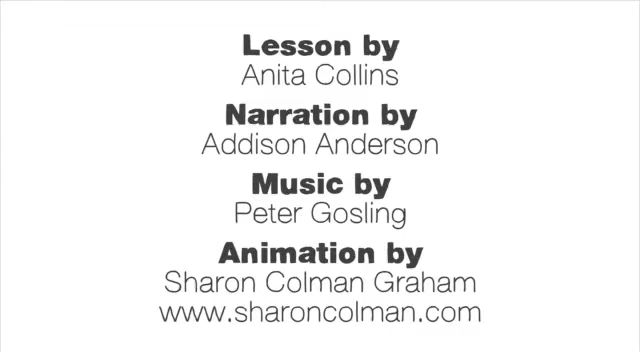 Lesson by
Anita Collins
Narration by
Addison Anderson
Music by
Peter Gosling
Animation by
Sharon Colman Graham
www.sharoncolman.com